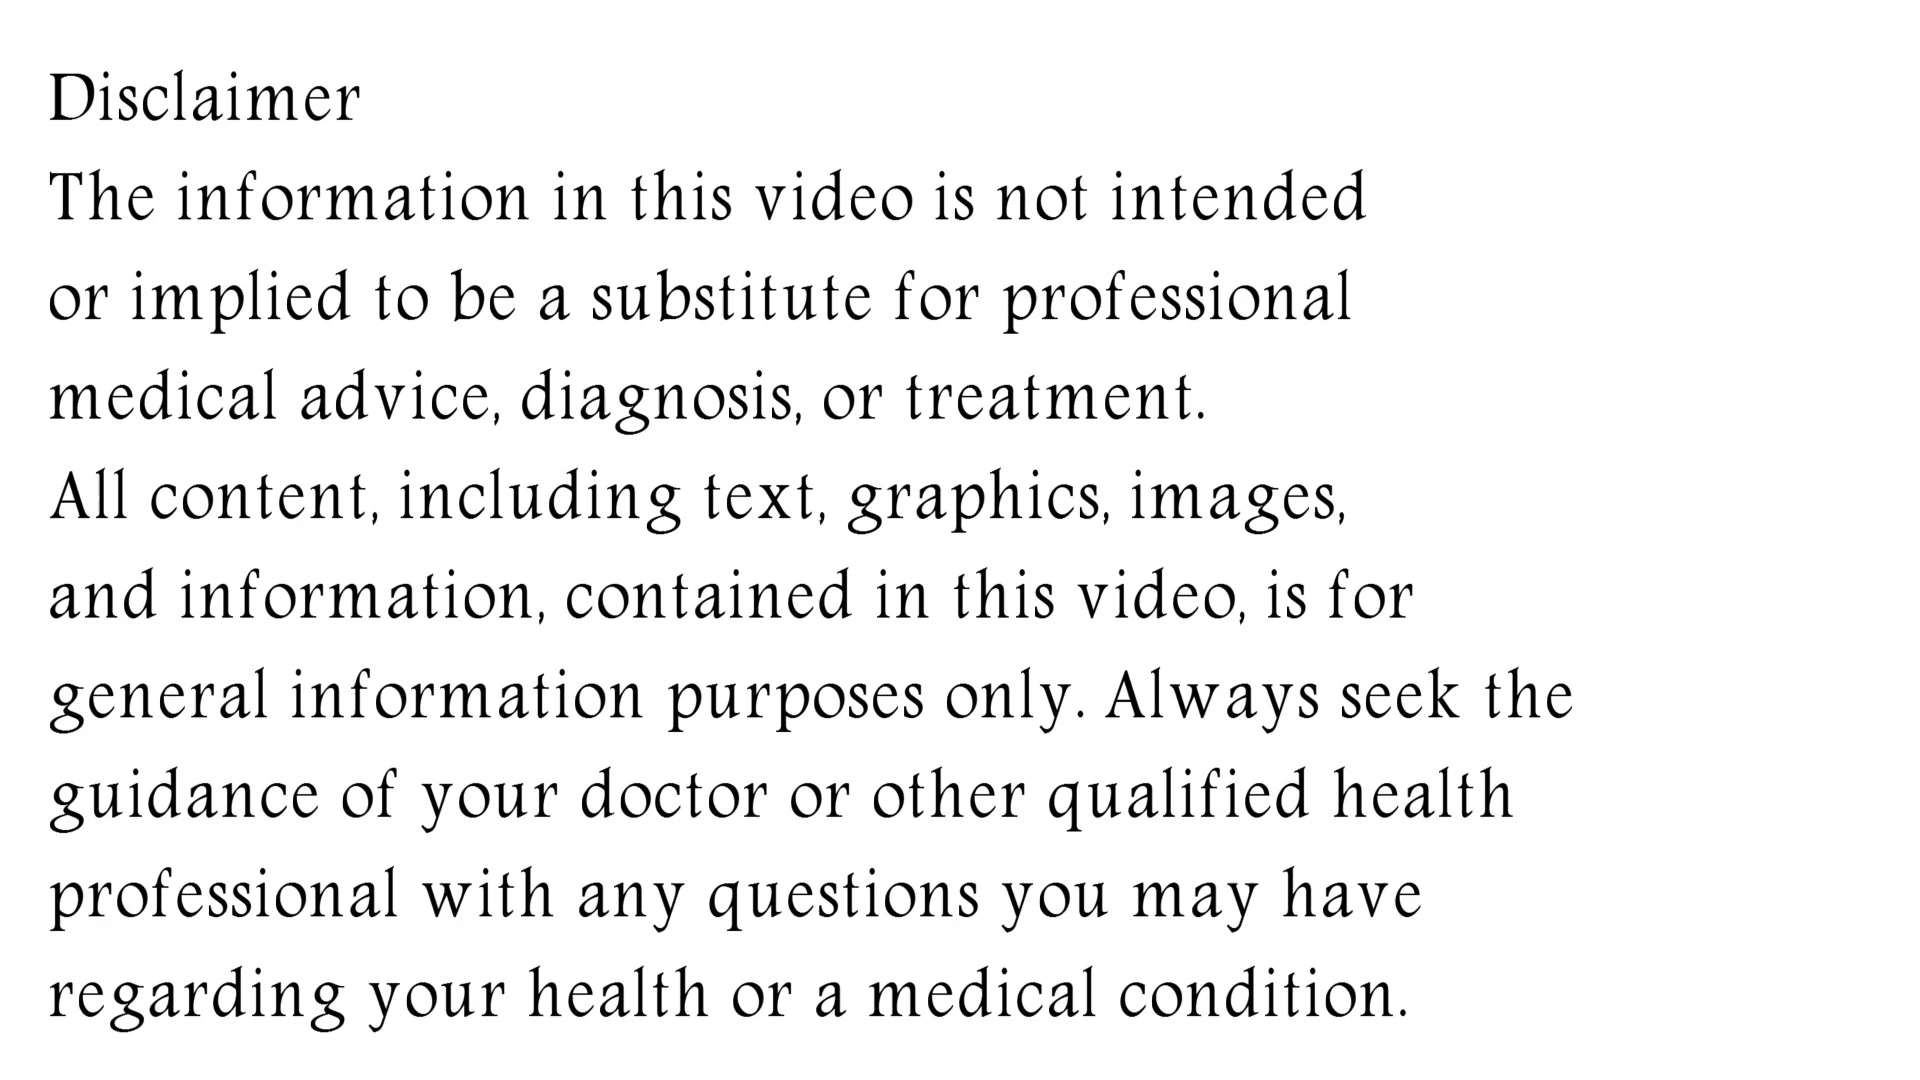 Disclaimer
The information in this video is not intended
or implied to be a substitute for professional
medical advice, diagnosis, or treatment.
All content, including text, graphics, images,
and information, contained in this video, is for
general information purposes only. Always seek the
guidance of your doctor or other qualified health
professional with any questions you may have
regarding your health or a medical condition.